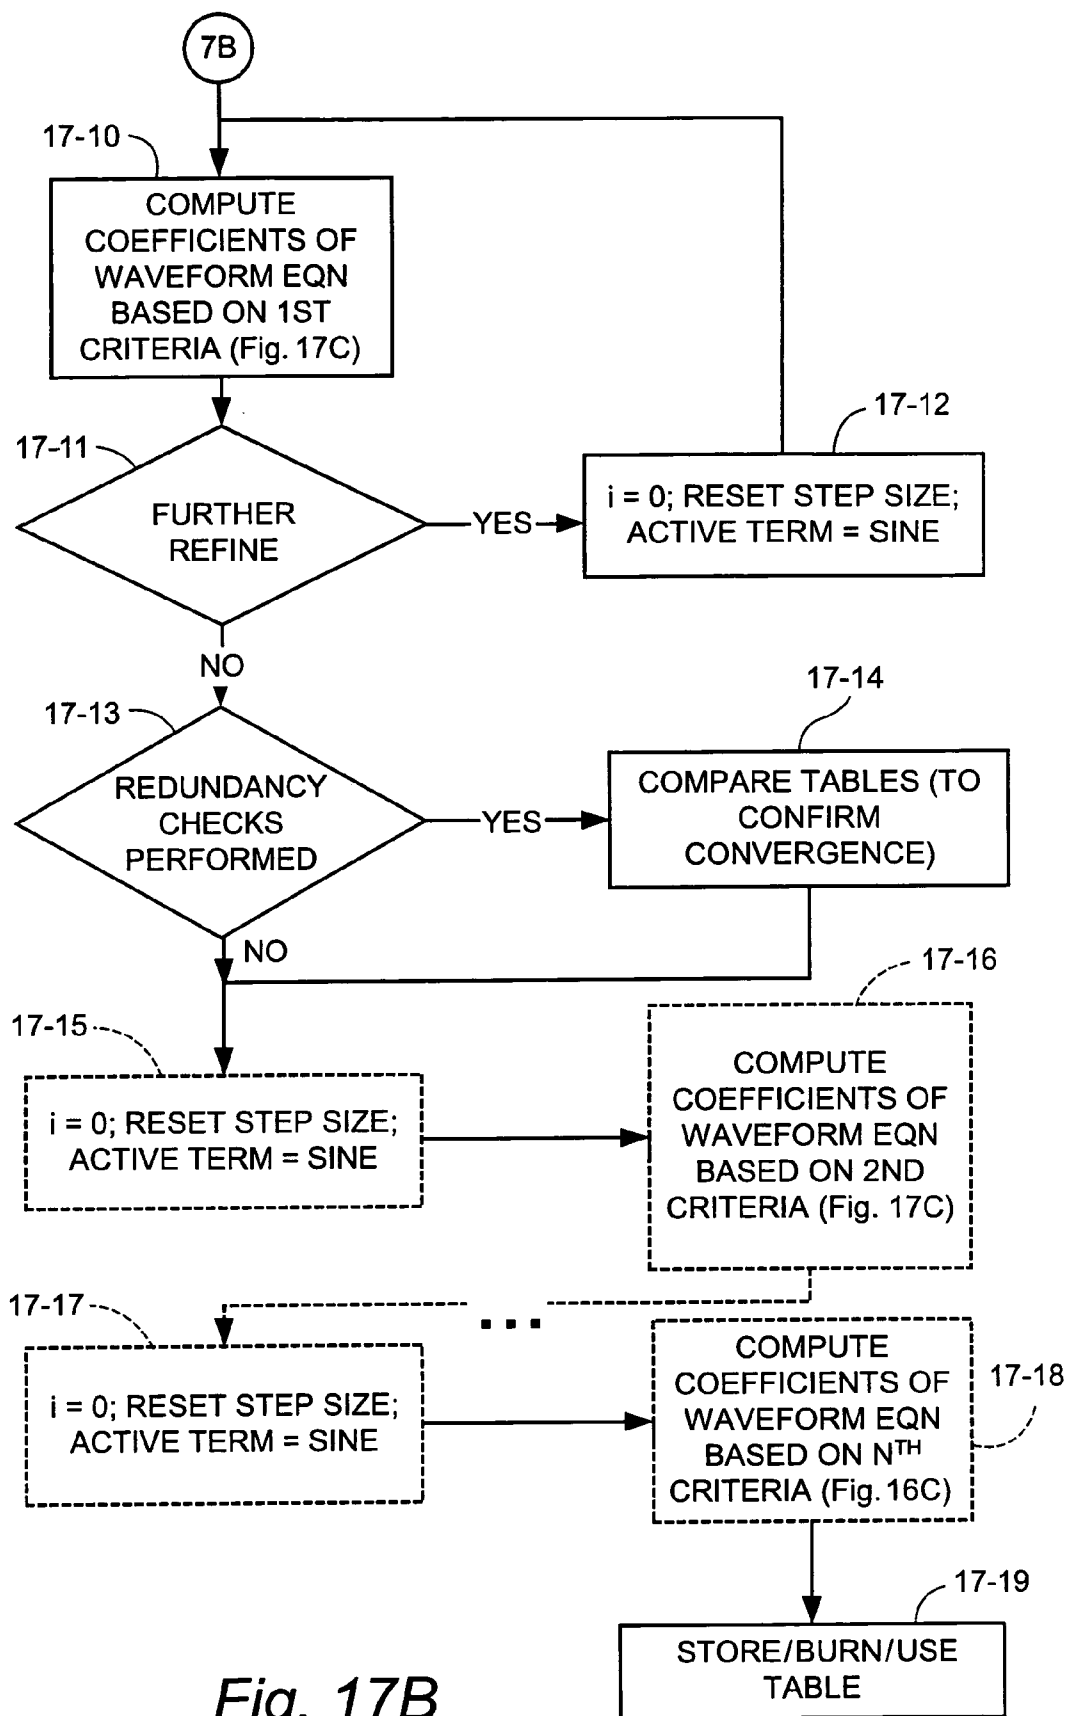 7B
17-10
COMPUTE
COEFFICIENTS OF
WAVEFORM EQN
BASED ON 1ST
CRITERIA (Fig. 17C)
17-11
FURTHER
REFINE
YES
17-12
i = 0; RESET STEP SIZE;
ACTIVE TERM = SINE
NO
17-13
REDUNDANCY
CHECKS
PERFORMED
YES
17-14
COMPARE TABLES (TO
CONFIRM
CONVERGENCE)
NO
17-15
i = 0; RESET STEP SIZE;
ACTIVE TERM = SINE
17-16
COMPUTE
COEFFICIENTS OF
WAVEFORM EQN
BASED ON 2ND
CRITERIA (Fig. 17C)
...
17-17
i = 0; RESET STEP SIZE;
ACTIVE TERM = SINE
COMPUTE
COEFFICIENTS OF
WAVEFORM EQN
BASED ON Nᵀᴴ
CRITERIA (Fig. 16C)
17-18
17-19
STORE/BURN/USE
TABLE
Fig. 17B